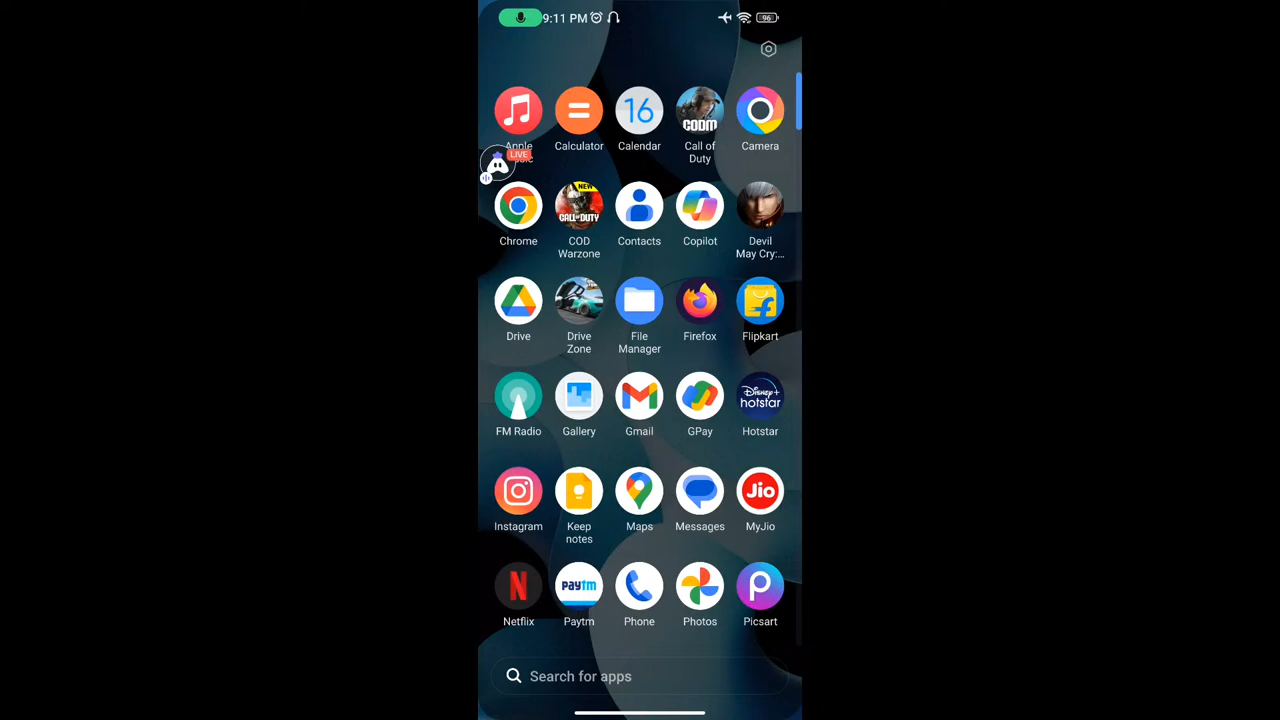 9:11 PM 96
Apple
LIVE
Calculator
16
Calendar
CODM
Call of
Duty
Camera
Chrome
NEW
CALL OF DUTY
COD
Warzone
Contacts
Copilot
Devil
May Cry:...
Drive
Drive
Zone
File
Manager
Firefox
Flipkart
FM Radio
Gallery
Gmail
GPay
Disney+
hotstar
Hotstar
Instagram
Keep
notes
Maps
Messages
Jio
MyJio
Netflix
paytm
Paytm
Phone
Photos
Picsart
Search for apps